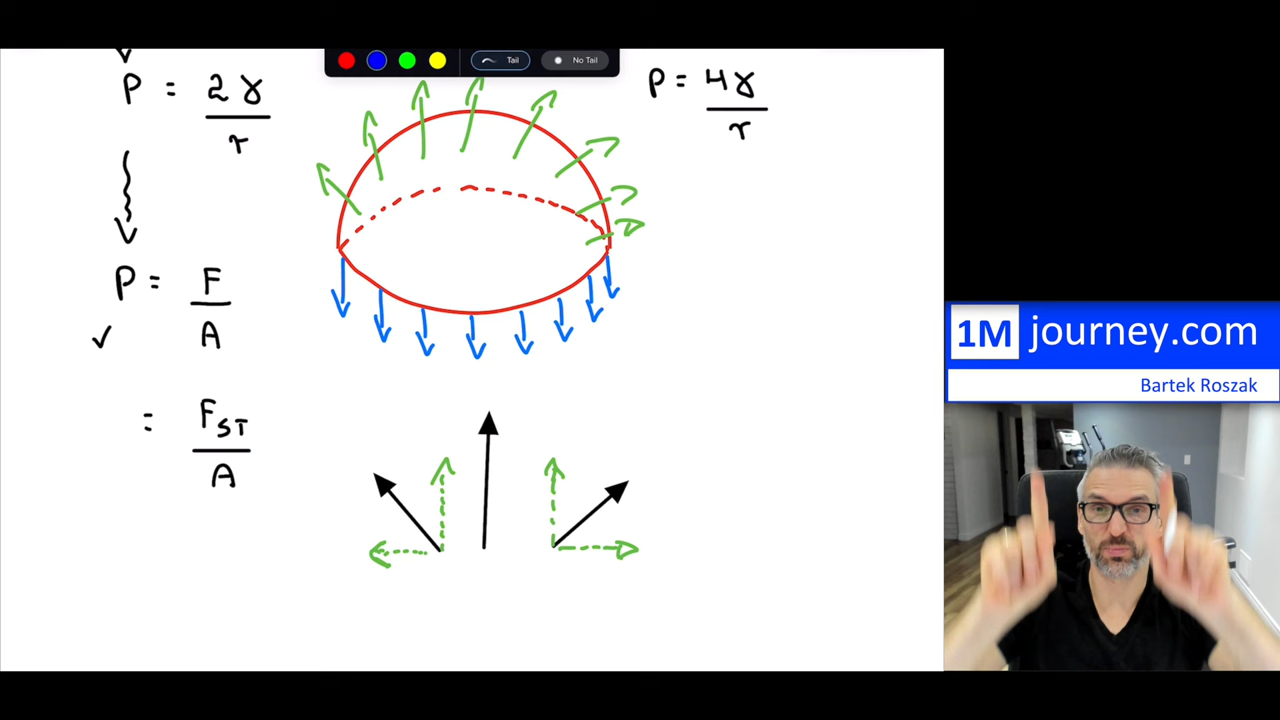 Tail
No Tail
P = 2γ/r
P = 4γ/r
P = F/A
✓
= F_ST/A
1M
journey.com
Bartek Roszak